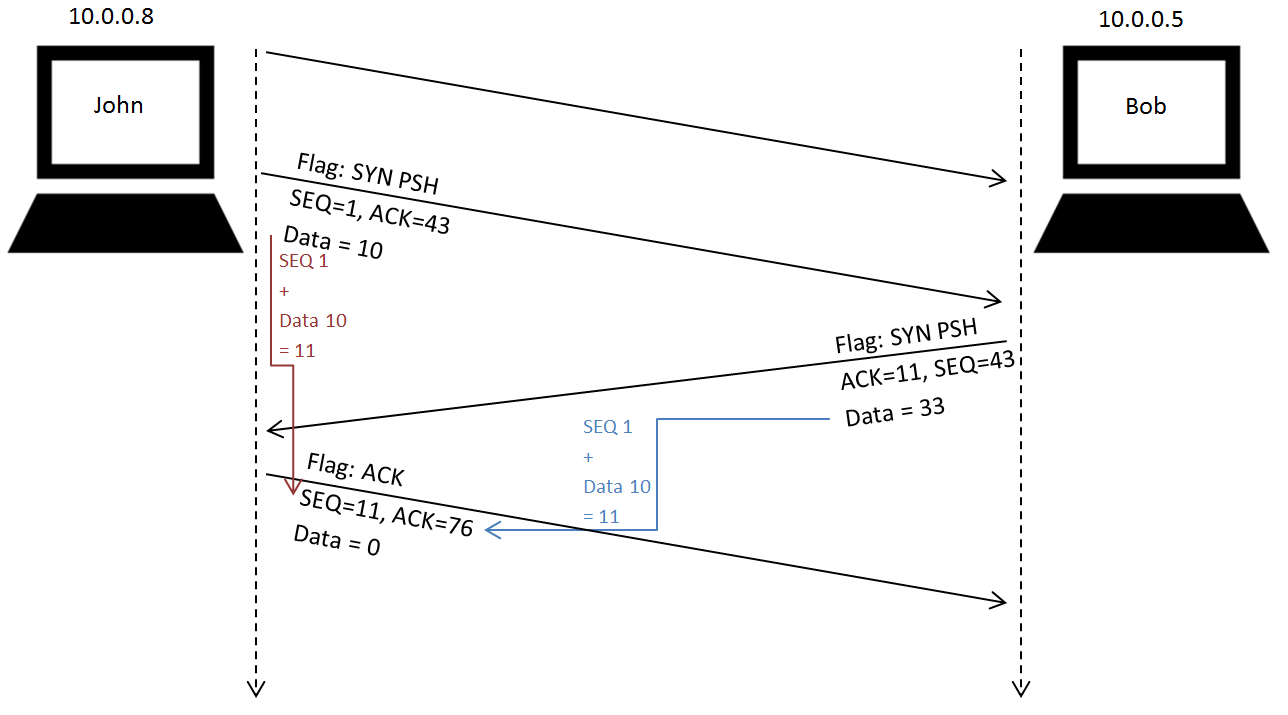 10.0.0.8
10.0.0.5
John
Bob
Flag: SYN PSH
SEQ=1, ACK=43
Data = 10
SEQ 1
+
Data 10
= 11
Flag: SYN PSH
ACK=11, SEQ=43
Data = 33
SEQ 1
+
Data 10
= 11
Flag: ACK
SEQ=11, ACK=76
Data = 0